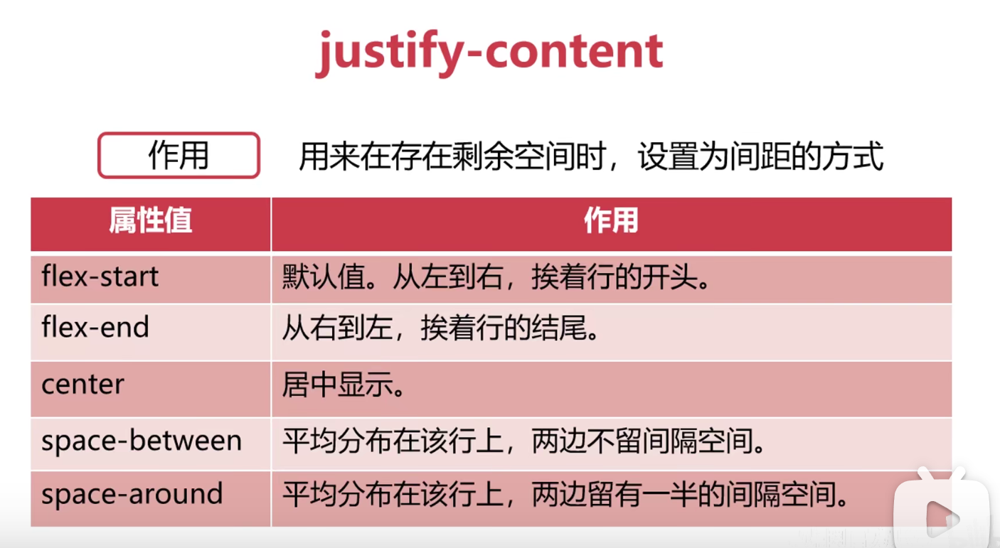 justify-content
作用 用来在存在剩余空间时，设置为间距的方式
属性值 作用
flex-start 默认值。从左到右，挨着行的开头。
flex-end 从右到左，挨着行的结尾。
center 居中显示。
space-between 平均分布在该行上，两边不留间隔空间。
space-around 平均分布在该行上，两边留有一半的间隔空间。